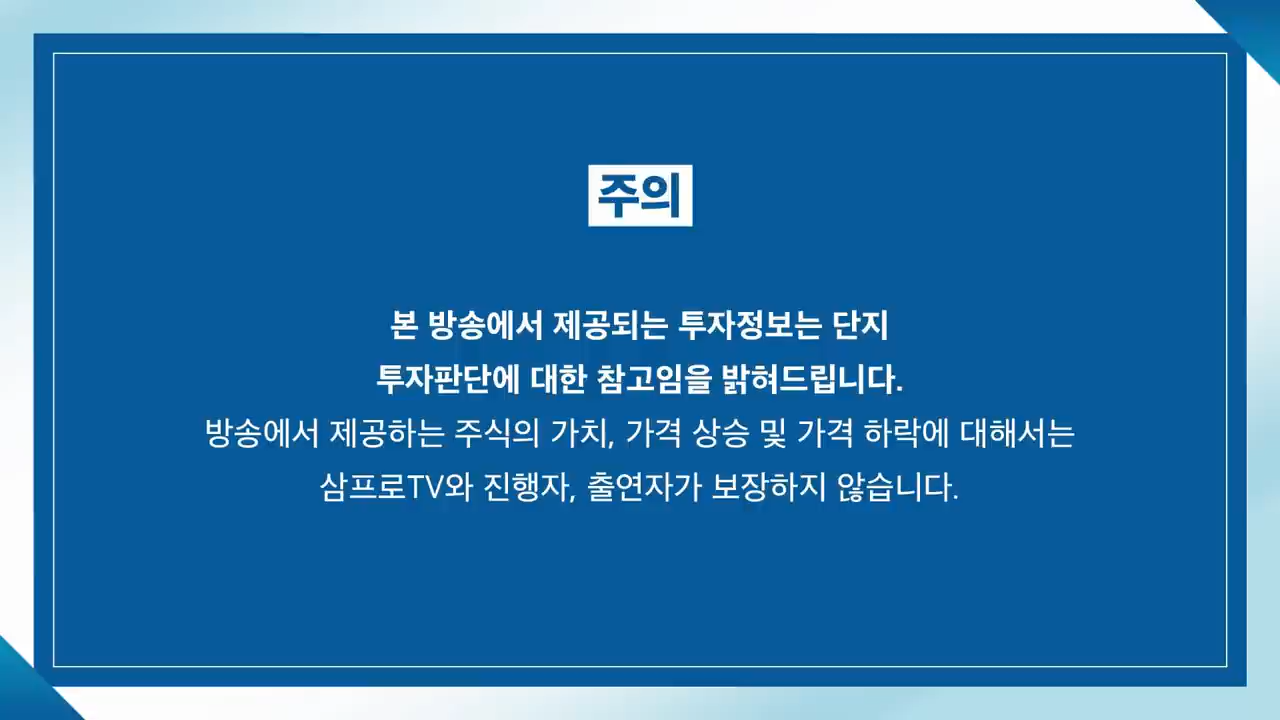 주의
본 방송에서 제공되는 투자정보는 단지
투자판단에 대한 참고임을 밝혀드립니다.
방송에서 제공하는 주식의 가치, 가격 상승 및 가격 하락에 대해서는
삼프로TV와 진행자, 출연자가 보장하지 않습니다.